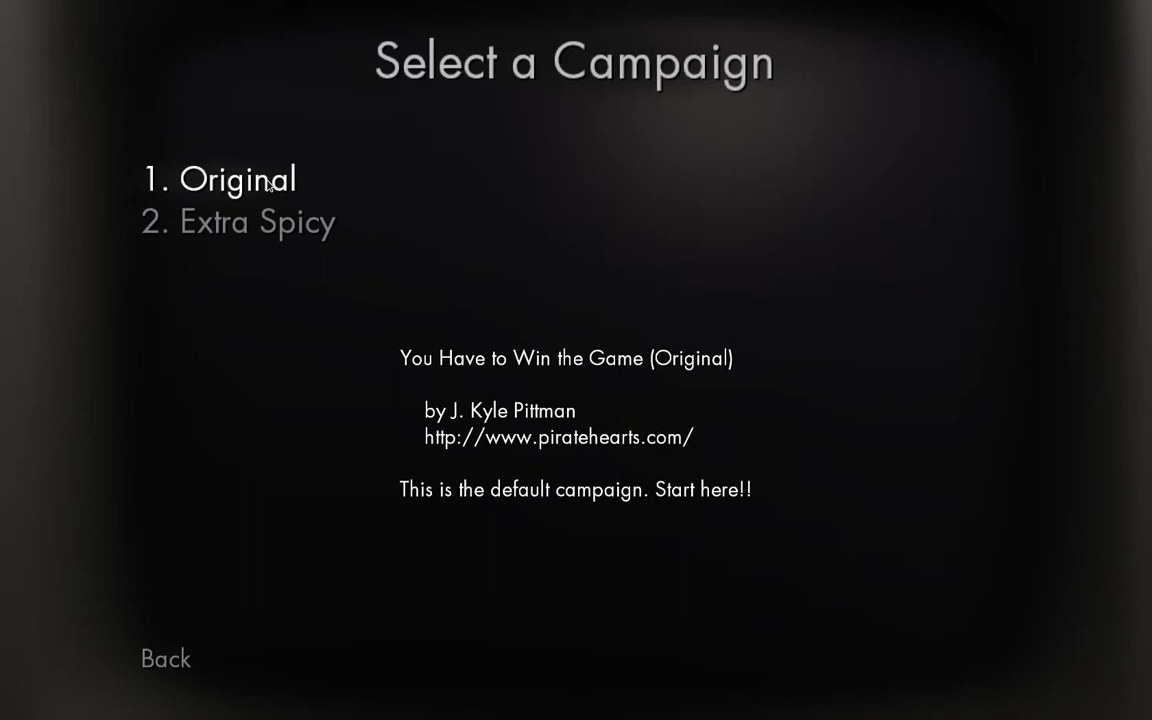 Select a Campaign
1. Original
2. Extra Spicy
You Have to Win the Game (Original)
by J. Kyle Pittman
http://www.piratehearts.com/
This is the default campaign. Start here!!
Back